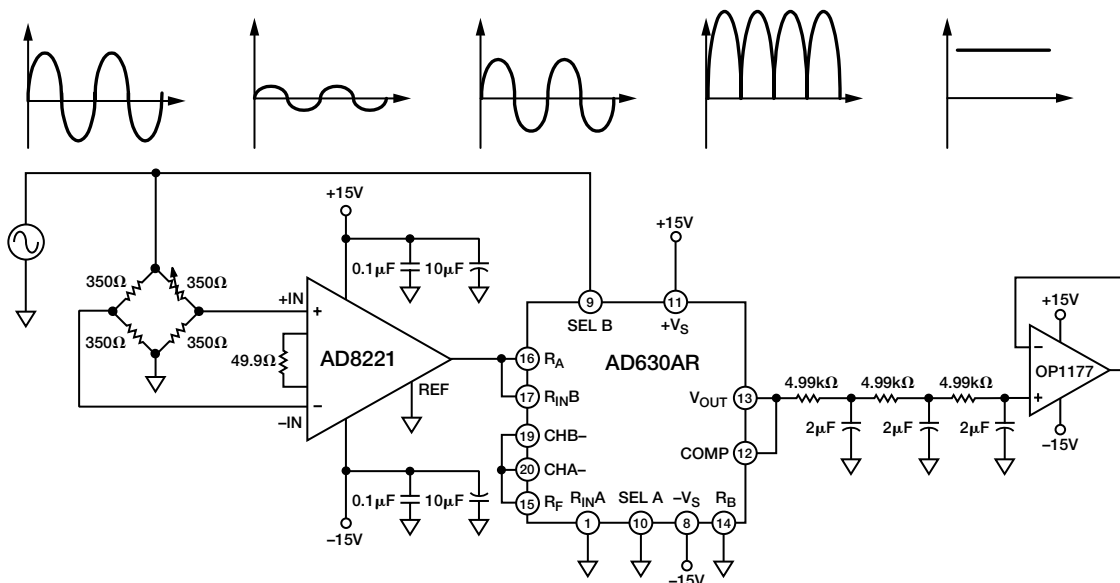 +15V
0.1µF
10µF
350Ω
350Ω
350Ω
350Ω
49.9Ω
+IN
+
AD8221
–
–IN
REF
0.1µF
10µF
–15V
+15V
9
SEL B
11
+VS
AD630AR
16 RA
17 RINB
19 CHB–
20 CHA–
15 RF
VOUT 13
COMP 12
RINA
SEL A
–VS
RB
1
10
8
14
–15V
4.99kΩ
4.99kΩ
4.99kΩ
2µF
2µF
2µF
+15V
–
OP1177
+
–15V